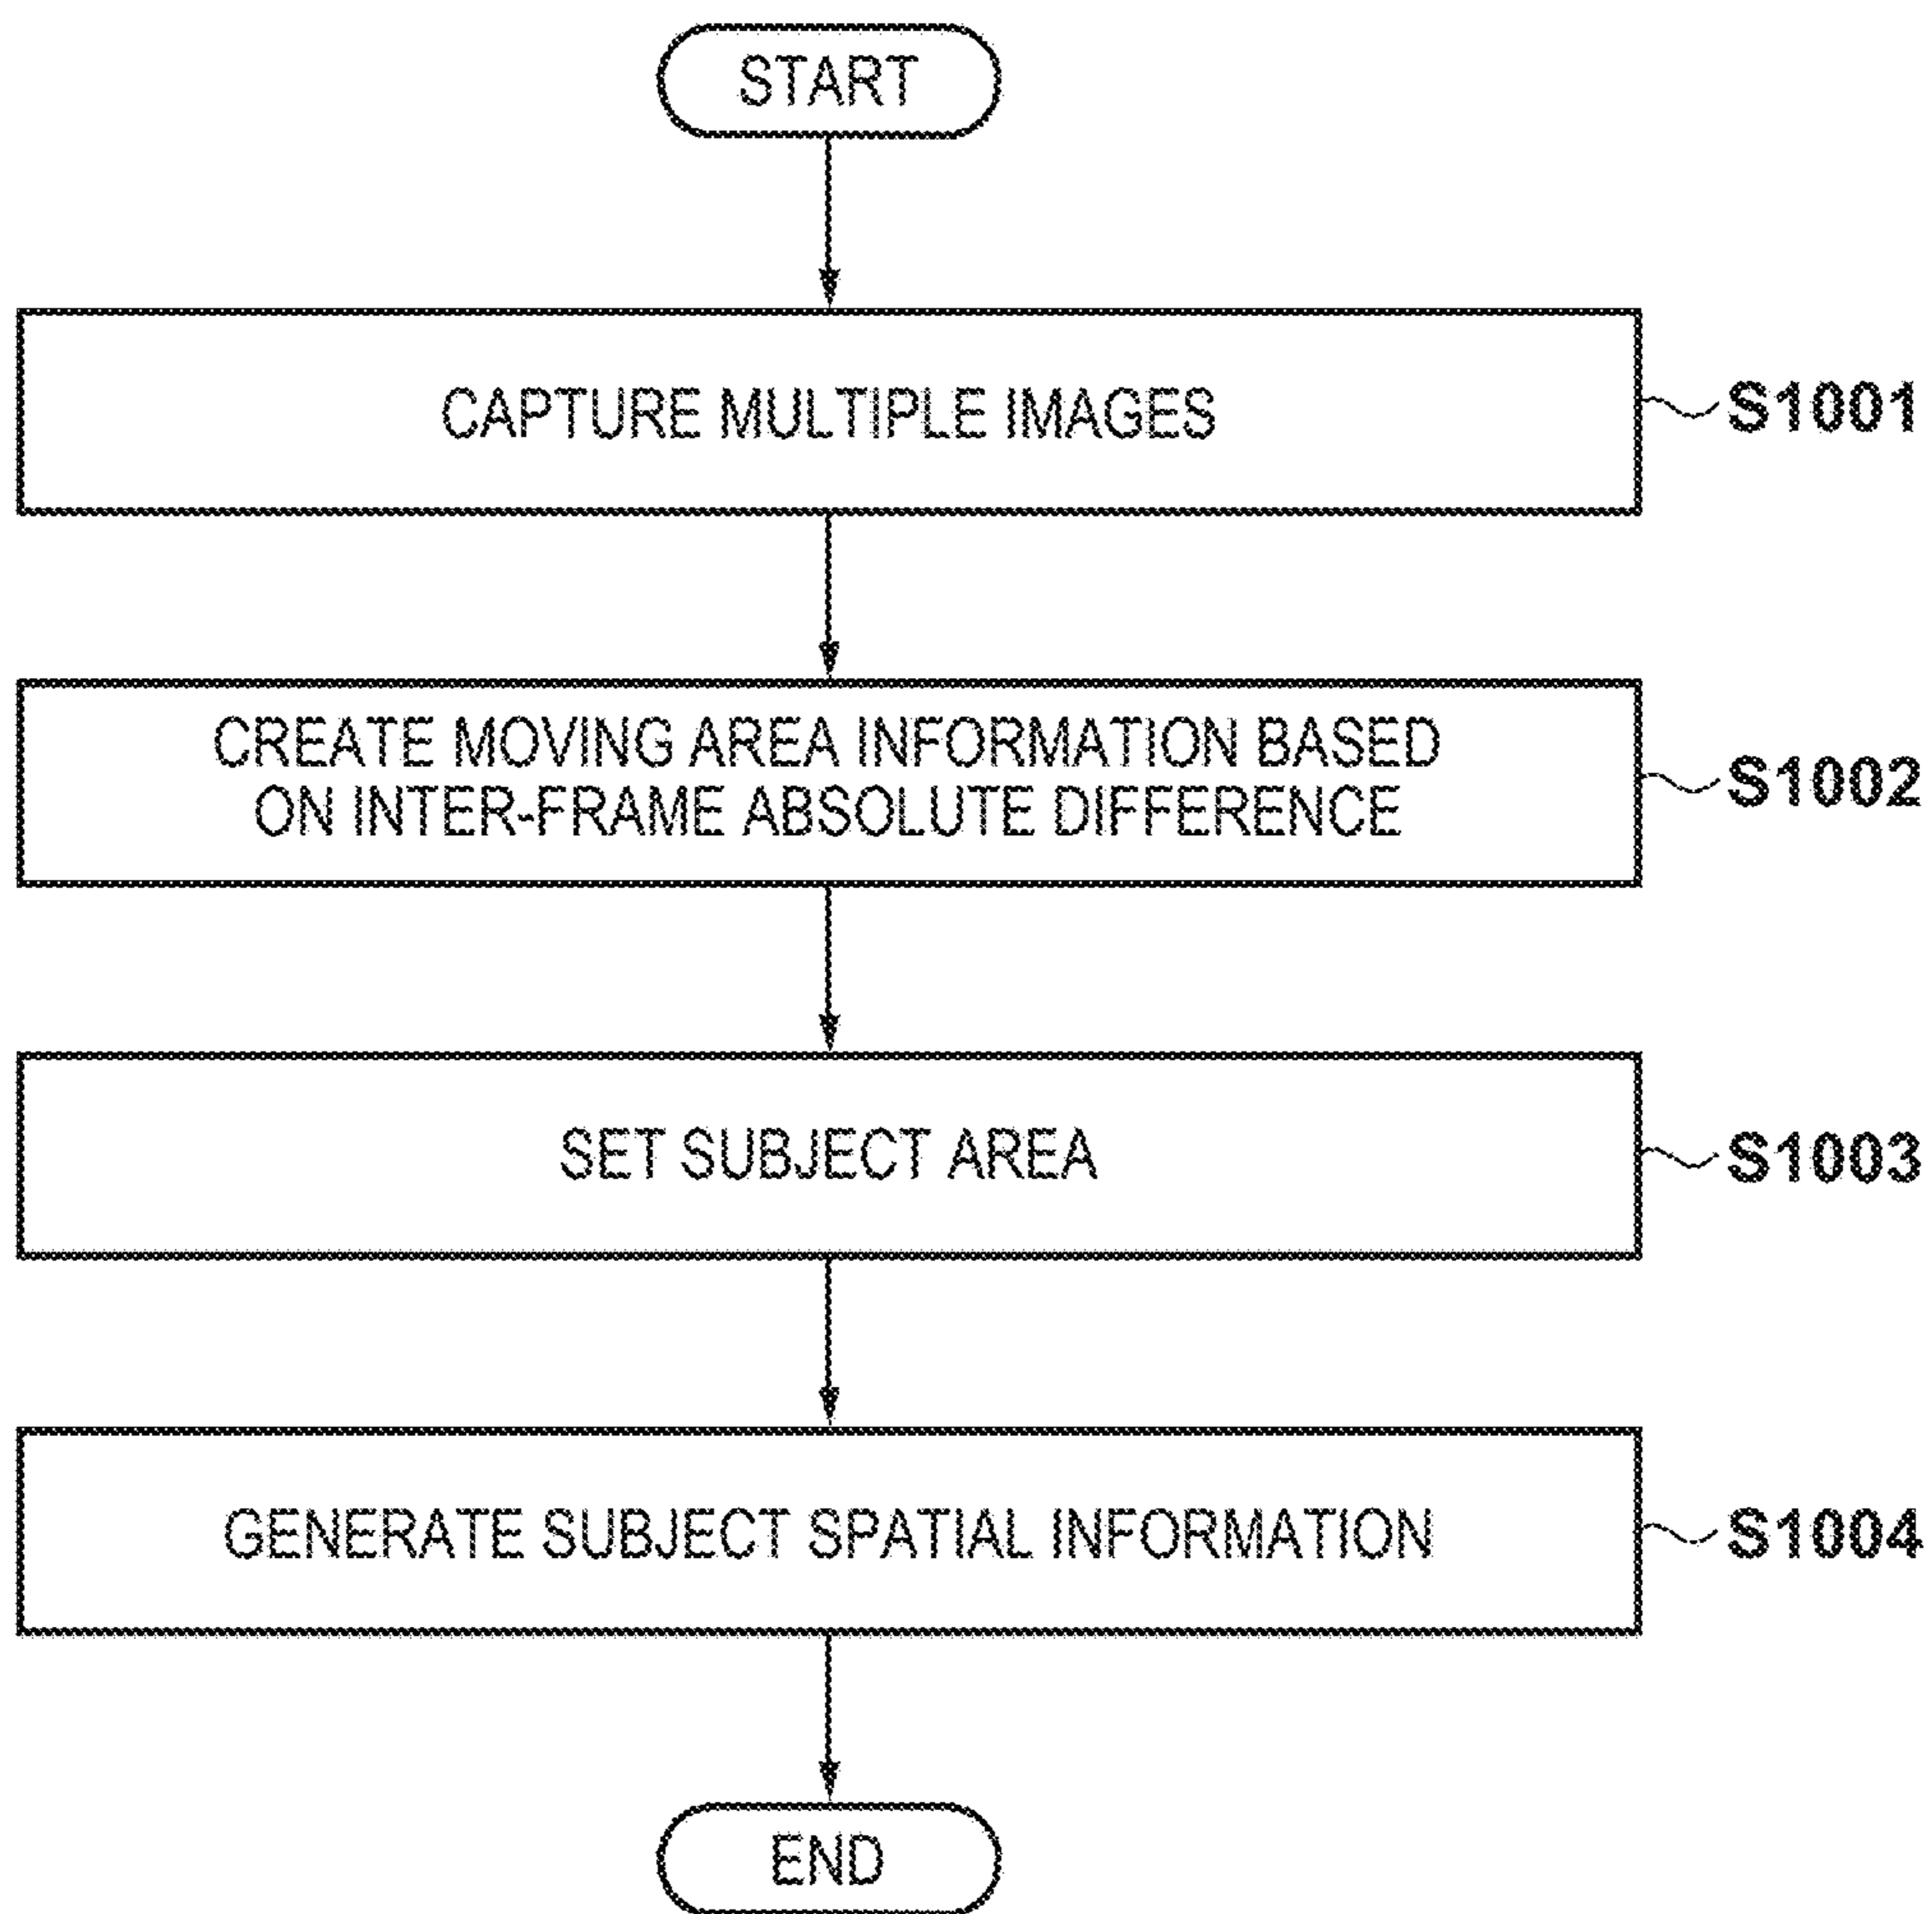 START
CAPTURE MULTIPLE IMAGES
S1001
CREATE MOVING AREA INFORMATION BASED
ON INTER-FRAME ABSOLUTE DIFFERENCE
S1002
SET SUBJECT AREA
S1003
GENERATE SUBJECT SPATIAL INFORMATION
S1004
END